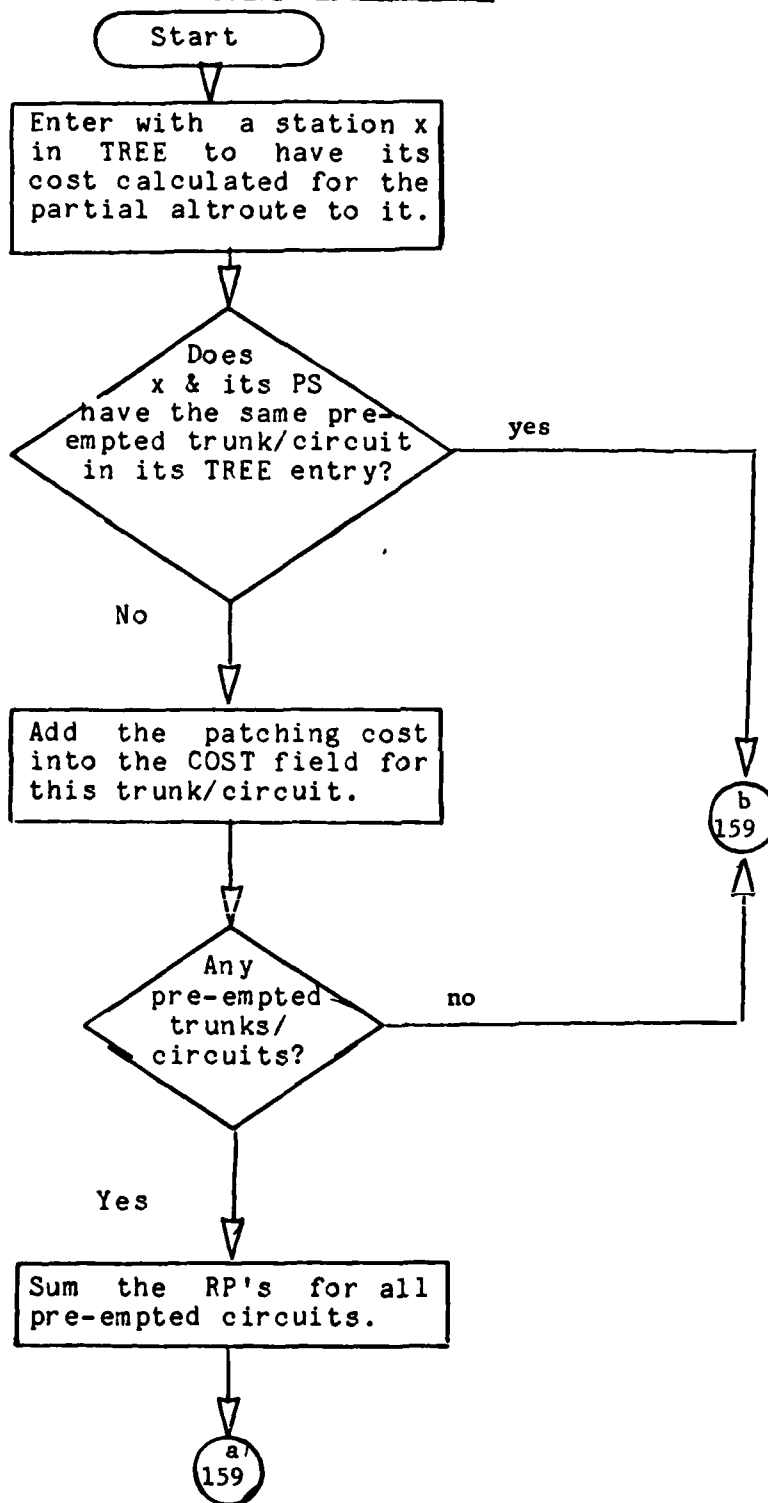 Start
Enter with a station x
in TREE to have its
cost calculated for the
partial altroute to it.
Does
x & its PS
have the same pre-
empted trunk/circuit
in its TREE entry?
yes
No
Add the patching cost
into the COST field for
this trunk/circuit.
b
159
Any
pre-empted
trunks/
circuits?
no
Yes
Sum the RP's for all
pre-empted circuits.
a
159